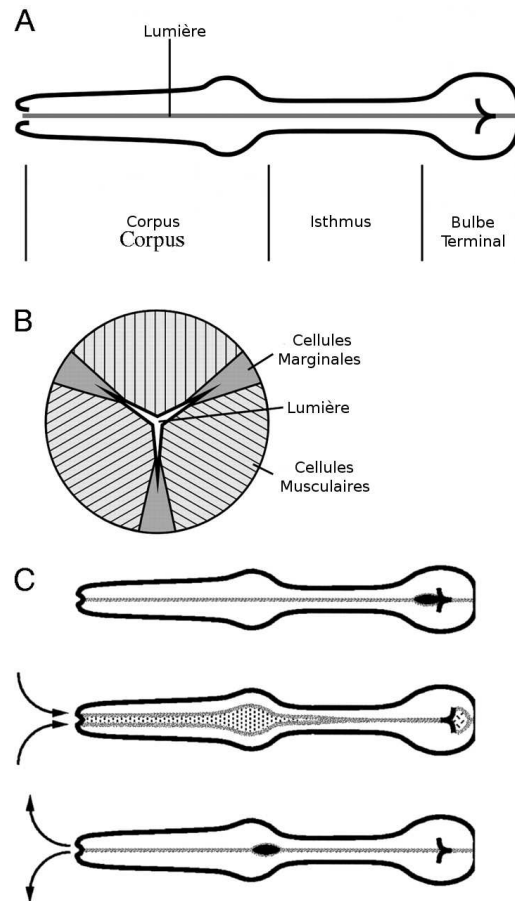 A
Lumière
Corpus
Corpus
Isthmus
Bulbe
Terminal
B
Cellules
Marginales
Lumière
Cellules
Musculaires
C